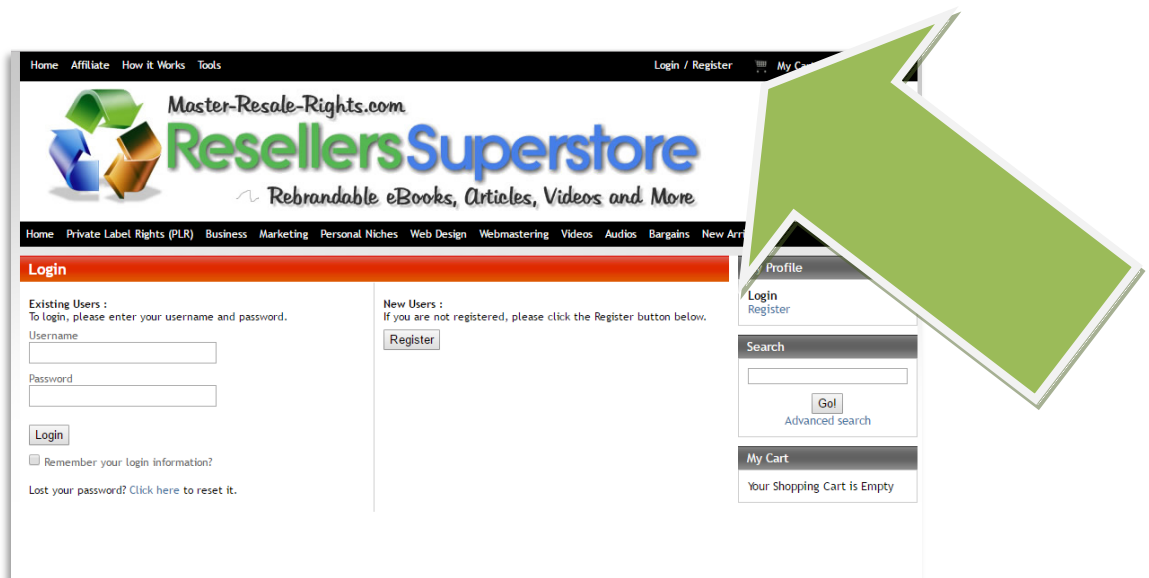 Home Affiliate How it Works Tools Login / Register My
Master-Resale-Rights.com
ResellersSuperstore
Rebrandable eBooks, Articles, Videos and More
Home Private Label Rights (PLR) Business Marketing Personal Niches Web Design Webmastering Videos Audios Bargains New
Login
Existing Users :
To login, please enter your username and password.
Username
Password
Login
Remember your login information?
Lost your password? Click here to reset it.
New Users :
If you are not registered, please click the Register button below.
Register
Profile
Login
Register
Search
Go!
Advanced search
My Cart
Your Shopping Cart is Empty